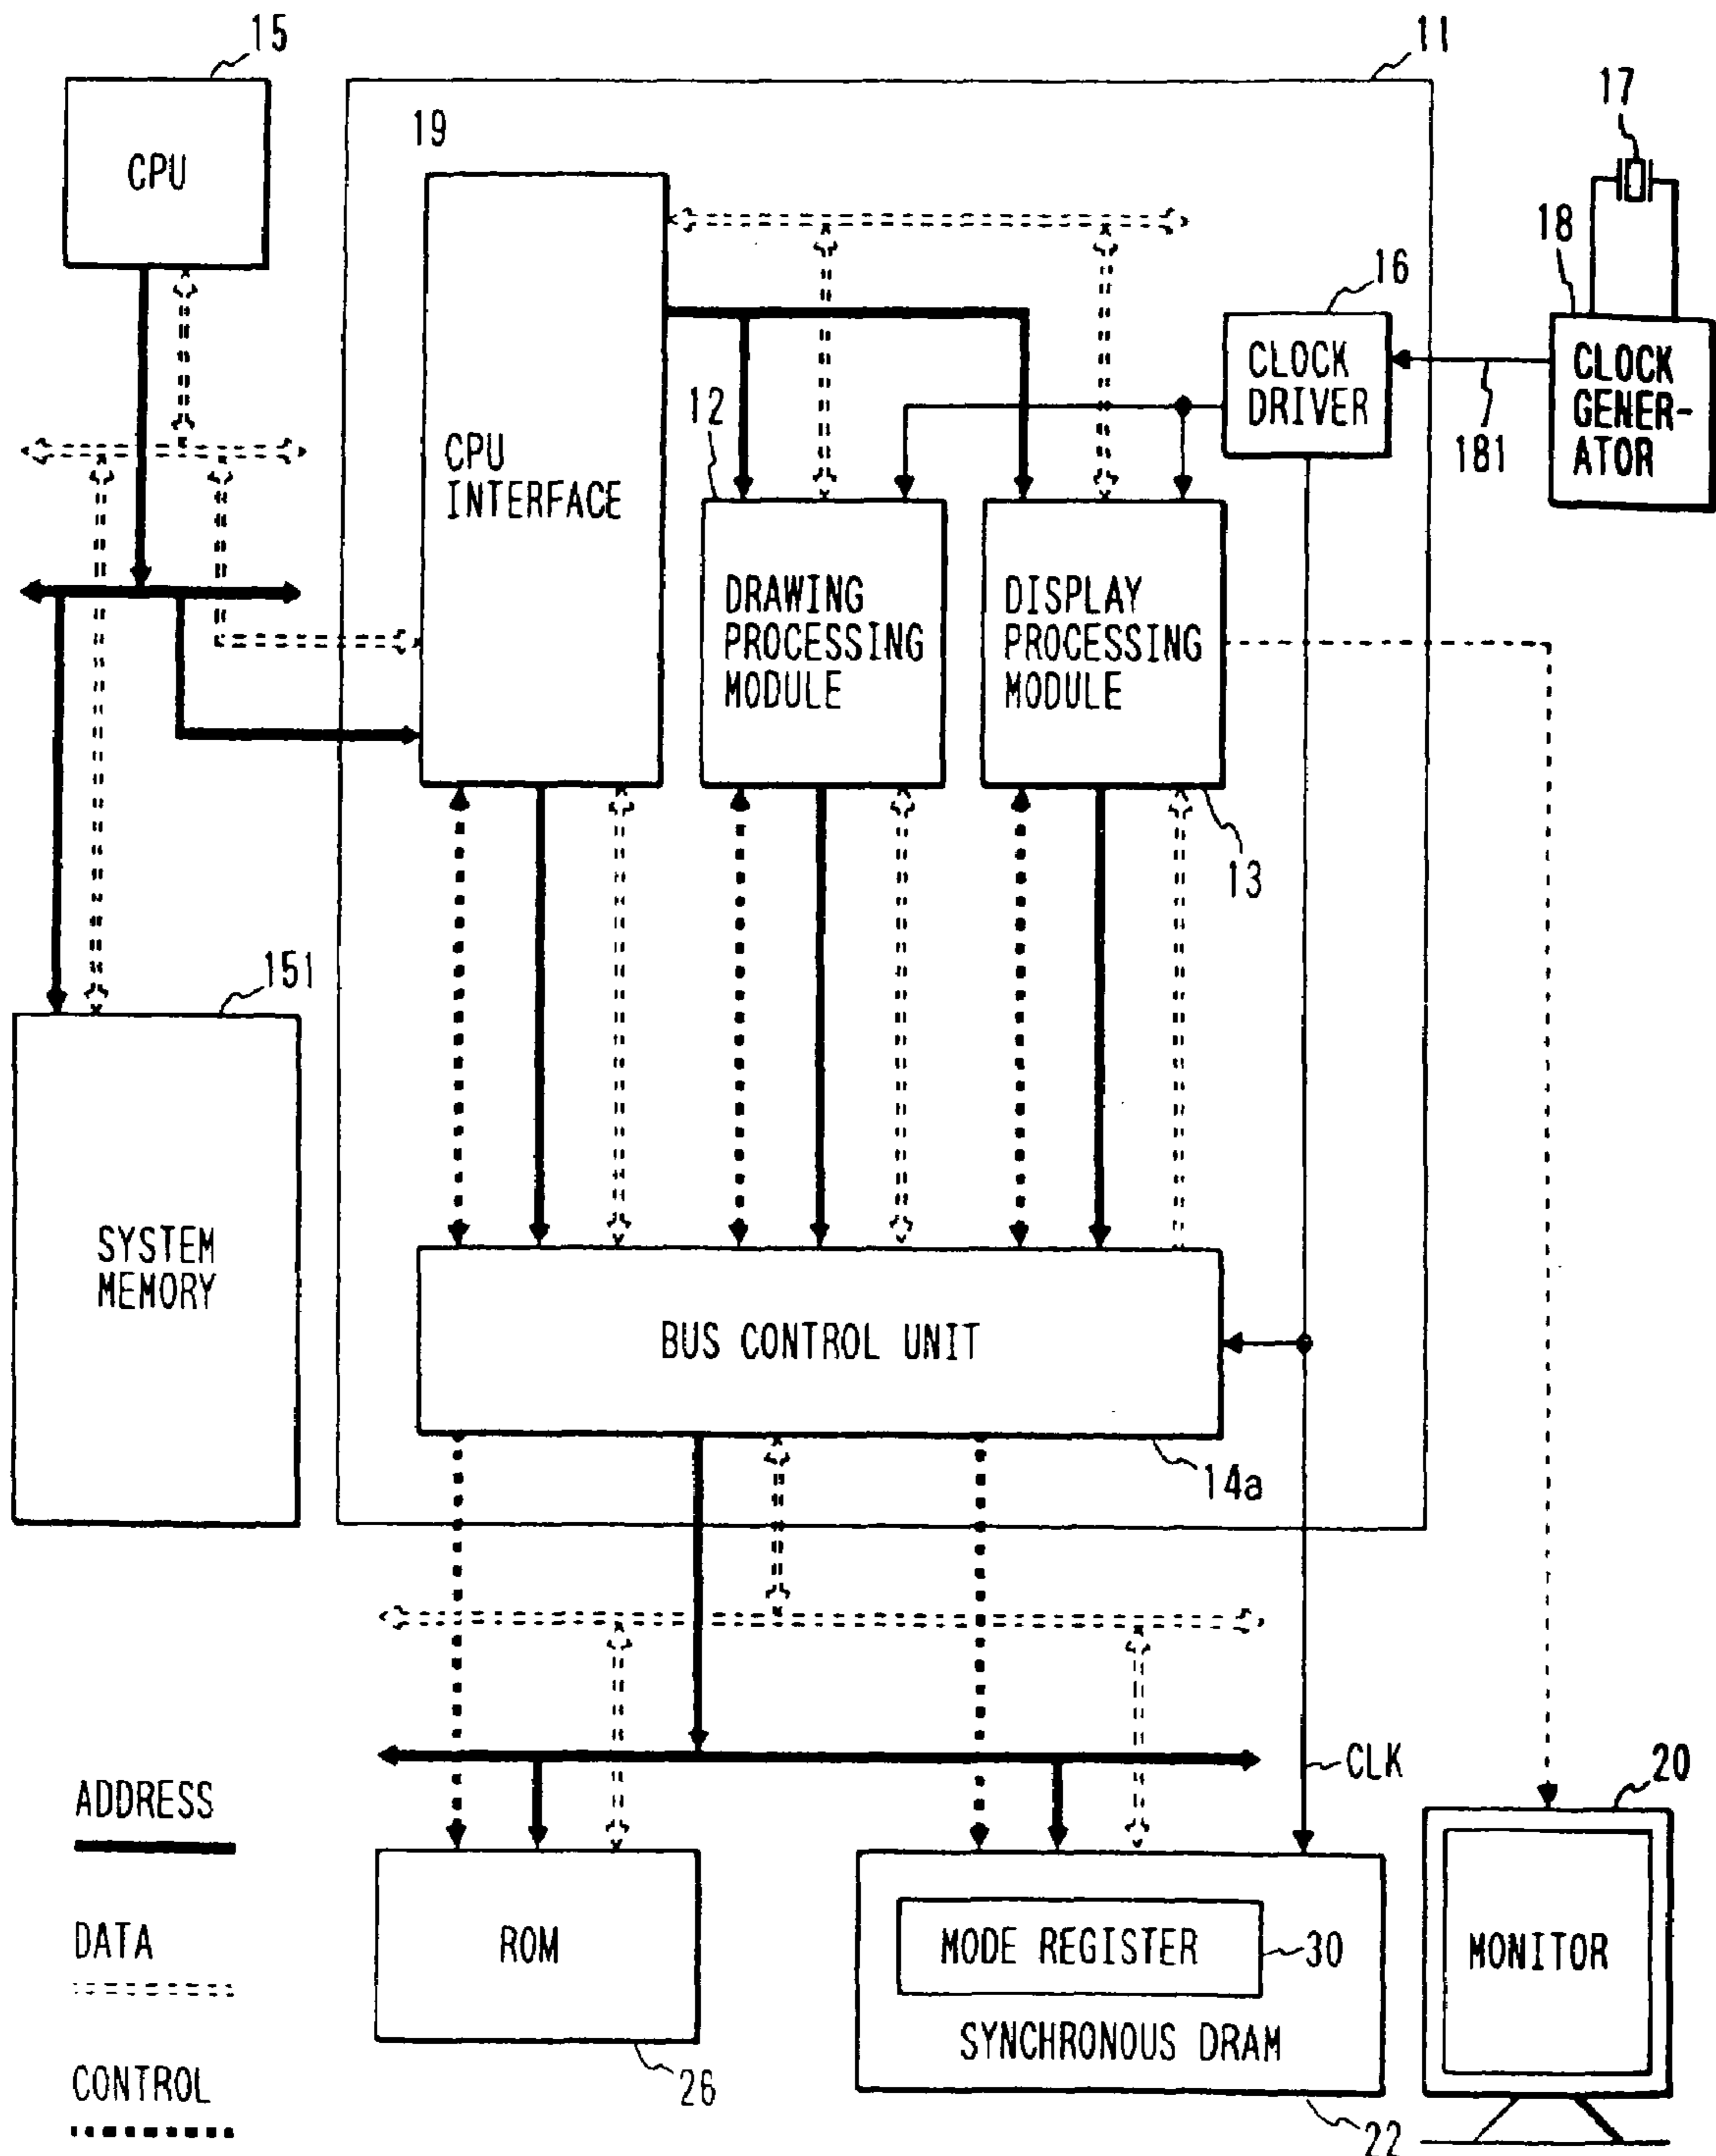 15
11
17
19
CPU
18
16
CLOCK
DRIVER
CLOCK
GENER-
ATOR
12
181
CPU
INTERFACE
DRAWING
PROCESSING
MODULE
DISPLAY
PROCESSING
MODULE
13
151
SYSTEM
MEMORY
BUS CONTROL UNIT
14a
CLK
ADDRESS
20
DATA
ROM
MODE REGISTER
30
MONITOR
SYNCHRONOUS DRAM
CONTROL
26
22